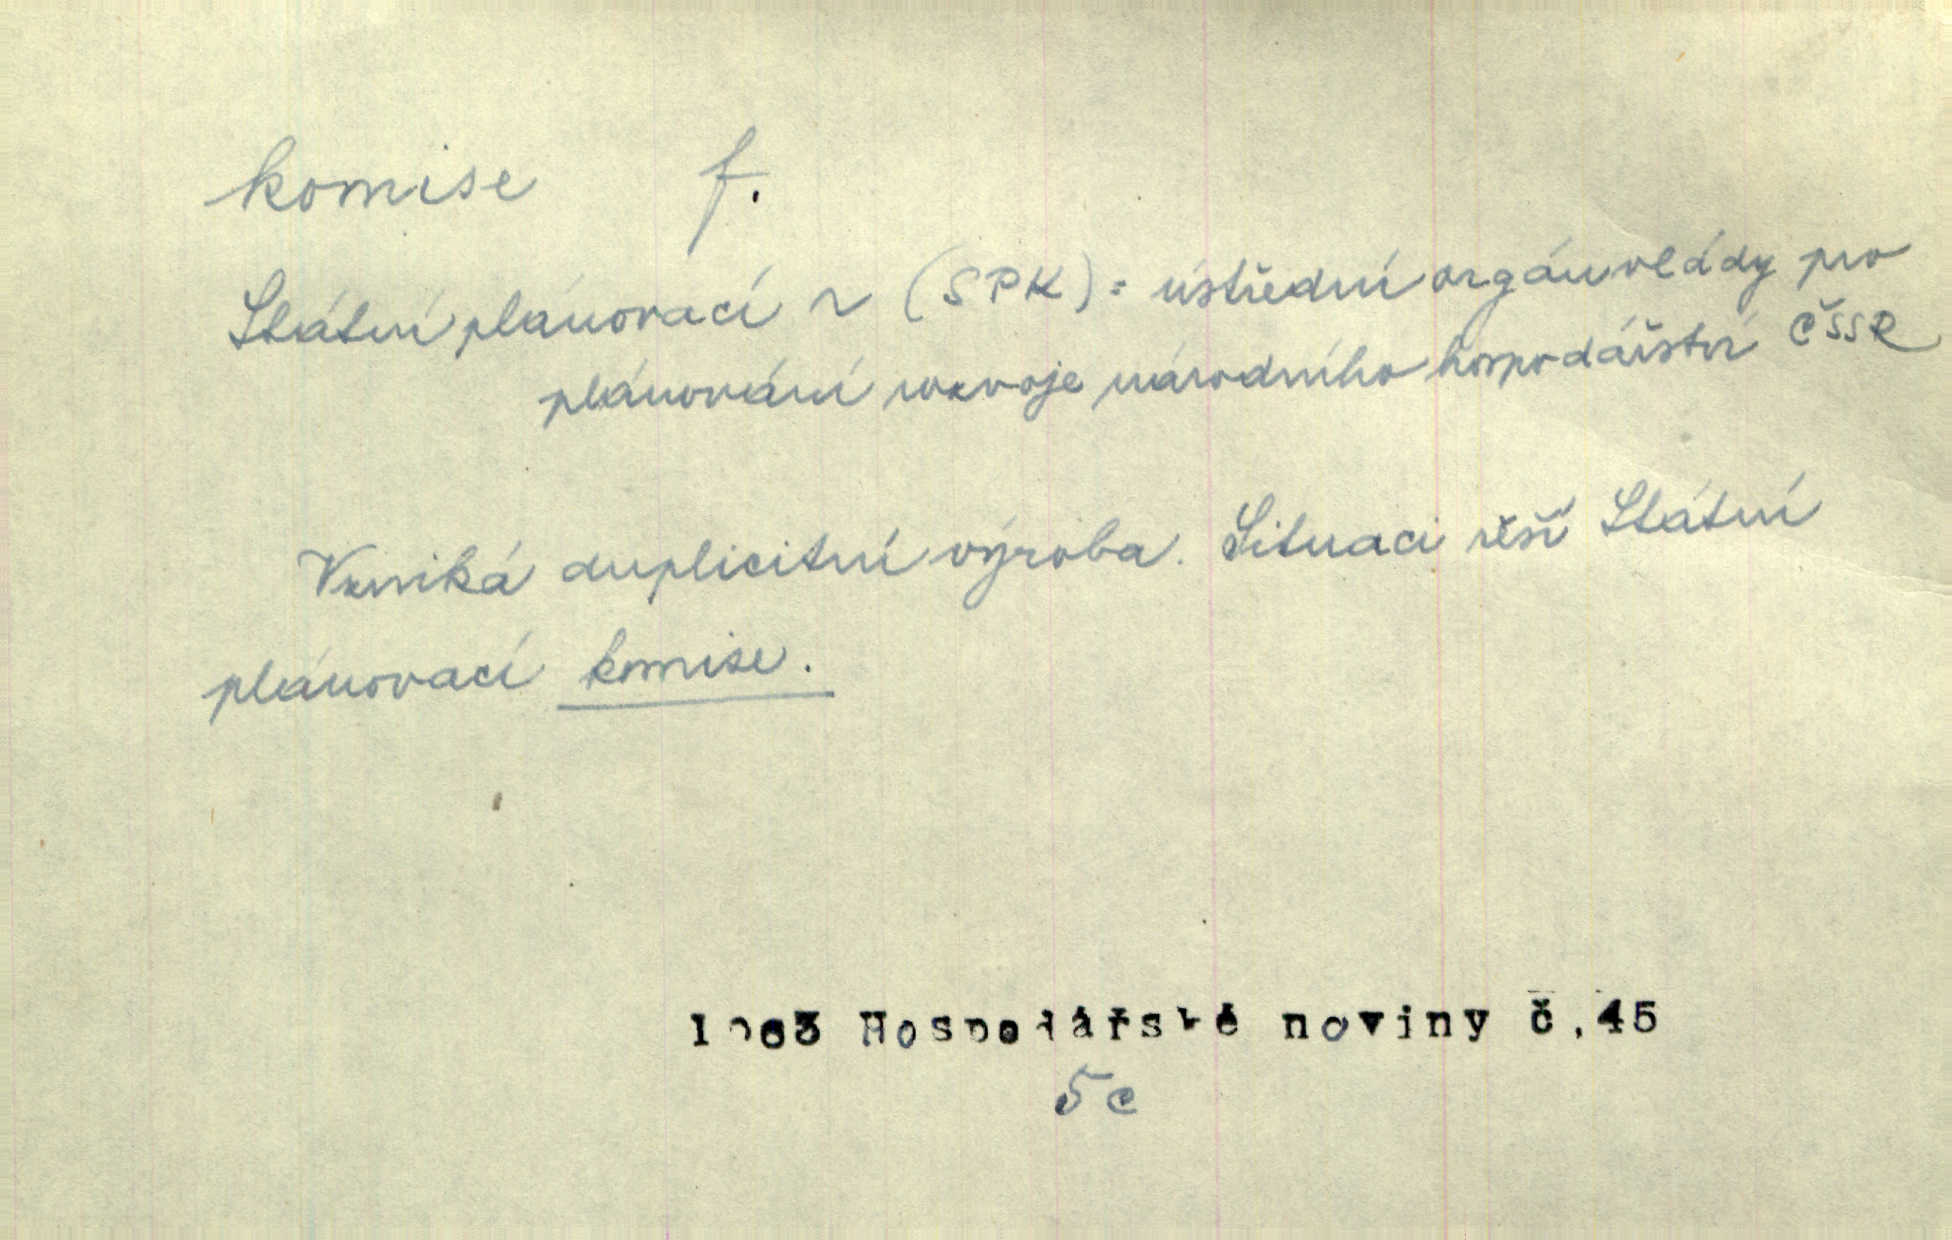 komise f.
Státní plánovací ~ (SPK) = ústřední orgán vlády pro
plánování rozvoje národního hospodářství ČSSR
Vzniká duplicitní výroba. Situaci řeší Státní
plánovací komise.
1963 Hospodářské noviny č.45
5c